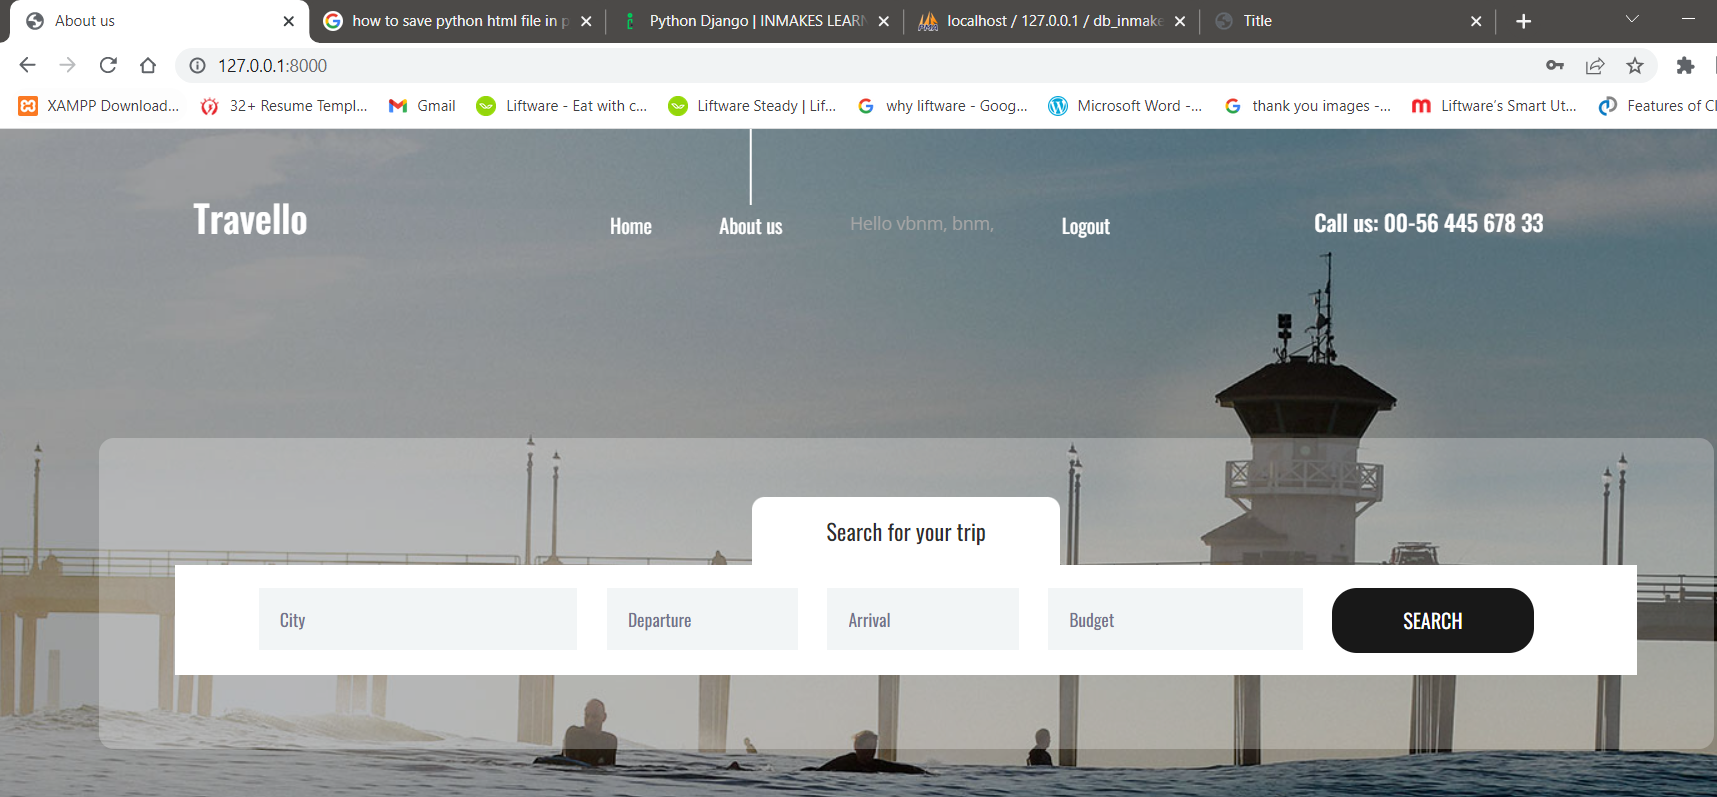 About us
how to save python html file in p
Python Django | INMAKES LEARN
localhost / 127.0.0.1 / db_inmake
Title
127.0.0.1:8000
XAMPP Download...
32+ Resume Templ...
Gmail
Liftware - Eat with c...
Liftware Steady | Lif...
why liftware - Goog...
Microsoft Word -...
thank you images -...
Liftware's Smart Ut...
Features of Cl
Travello
Home
About us
Hello vbnm, bnm,
Logout
Call us: 00-56 445 678 33
Search for your trip
City
Departure
Arrival
Budget
SEARCH